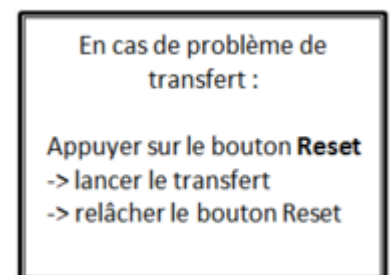 En cas de problème de
transfert :
Appuyer sur le bouton Reset
-> lancer le transfert
-> relâcher le bouton Reset